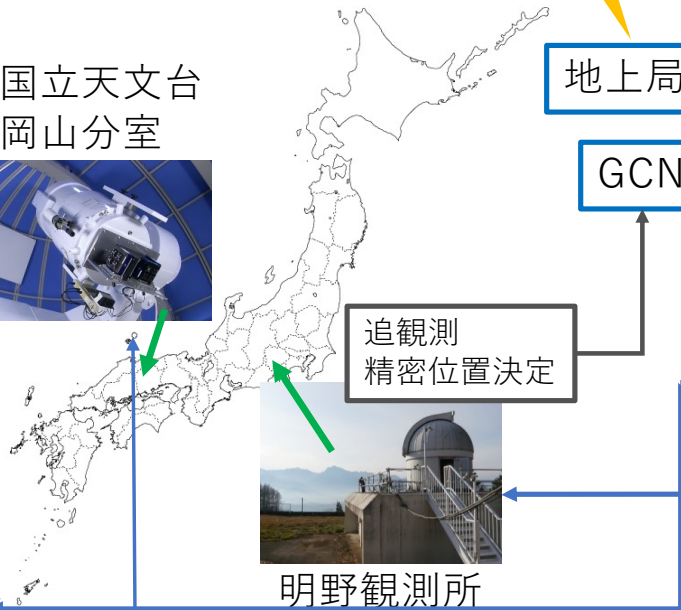 国立天文台
岡山分室
地上局
GCN
追観測
精密位置決定
明野観測所